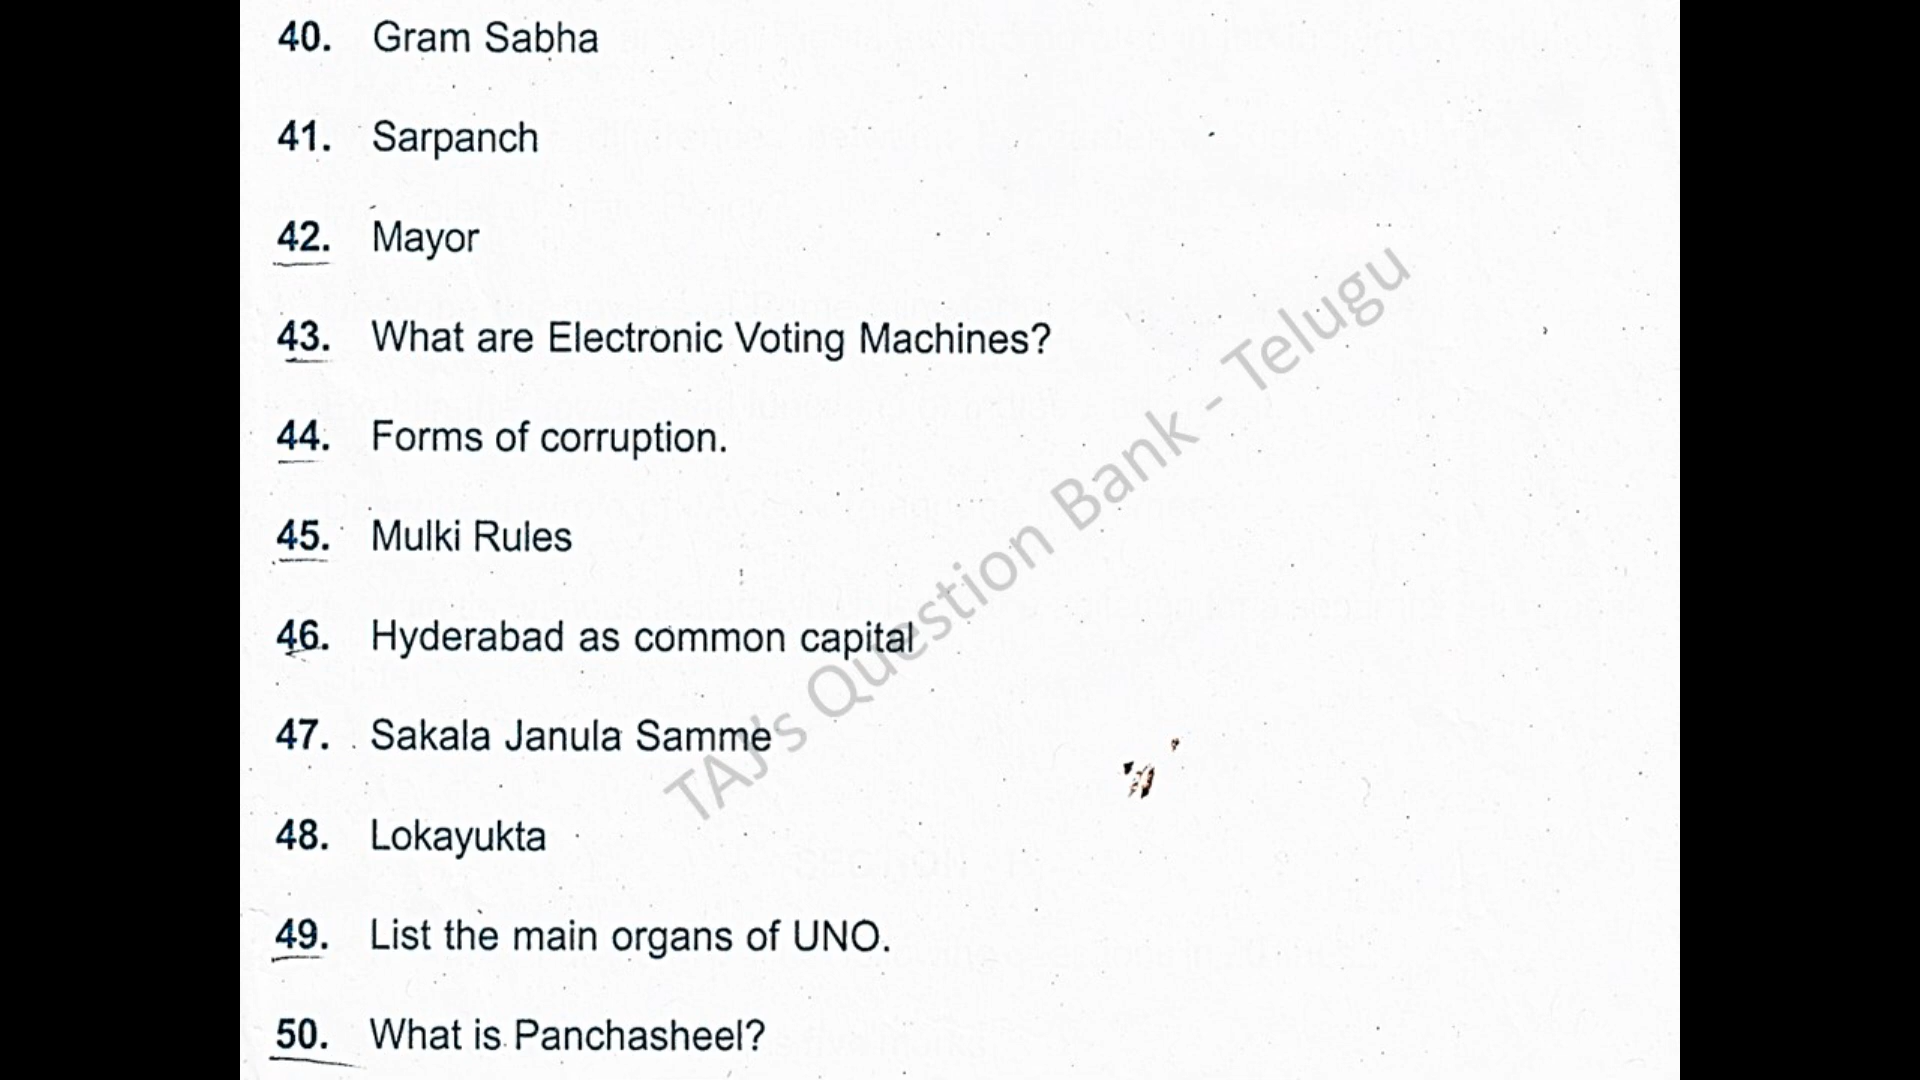 40. Gram Sabha
41. Sarpanch
42. Mayor
43. What are Electronic Voting Machines?
44. Forms of corruption.
45. Mulki Rules
46. Hyderabad as common capital
47. Sakala Janula Samme
48. Lokayukta
49. List the main organs of UNO.
50. What is Panchasheel?
TAJ's Question Bank - Telugu